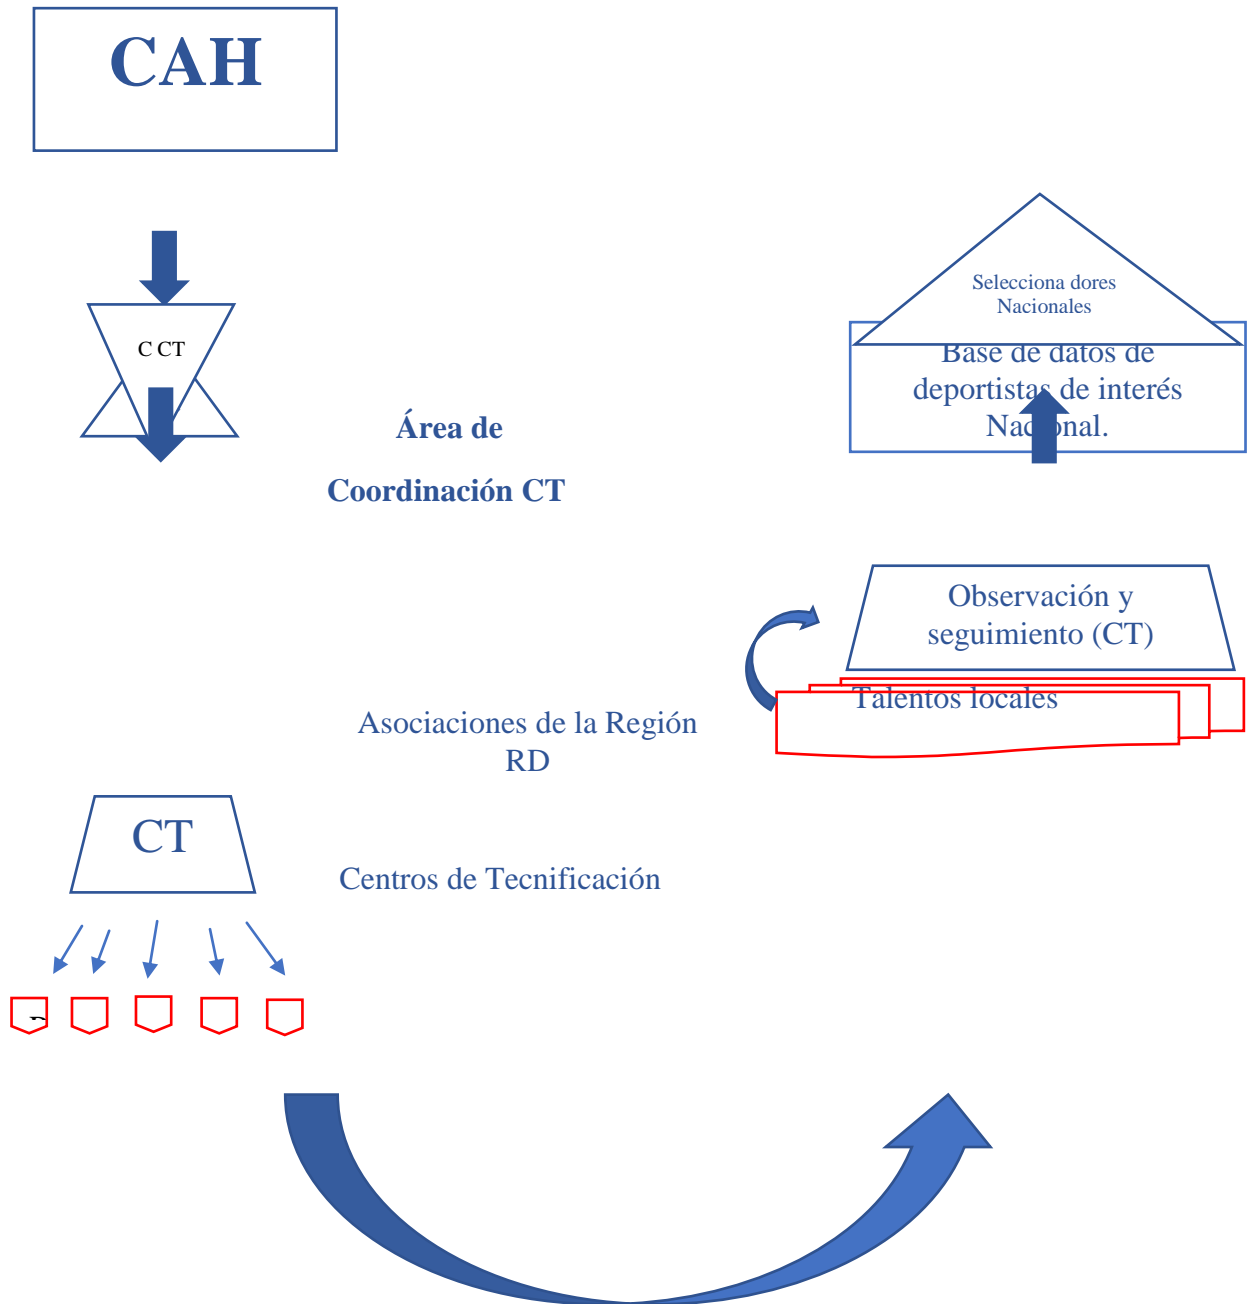 CAH
C CT
Área de
Coordinación CT
Selecciona dores
Nacionales
Base de datos de
deportistas de interés
Nacional.
Observación y
seguimiento (CT)
Talentos locales
Asociaciones de la Región
RD
CT
Centros de Tecnificación